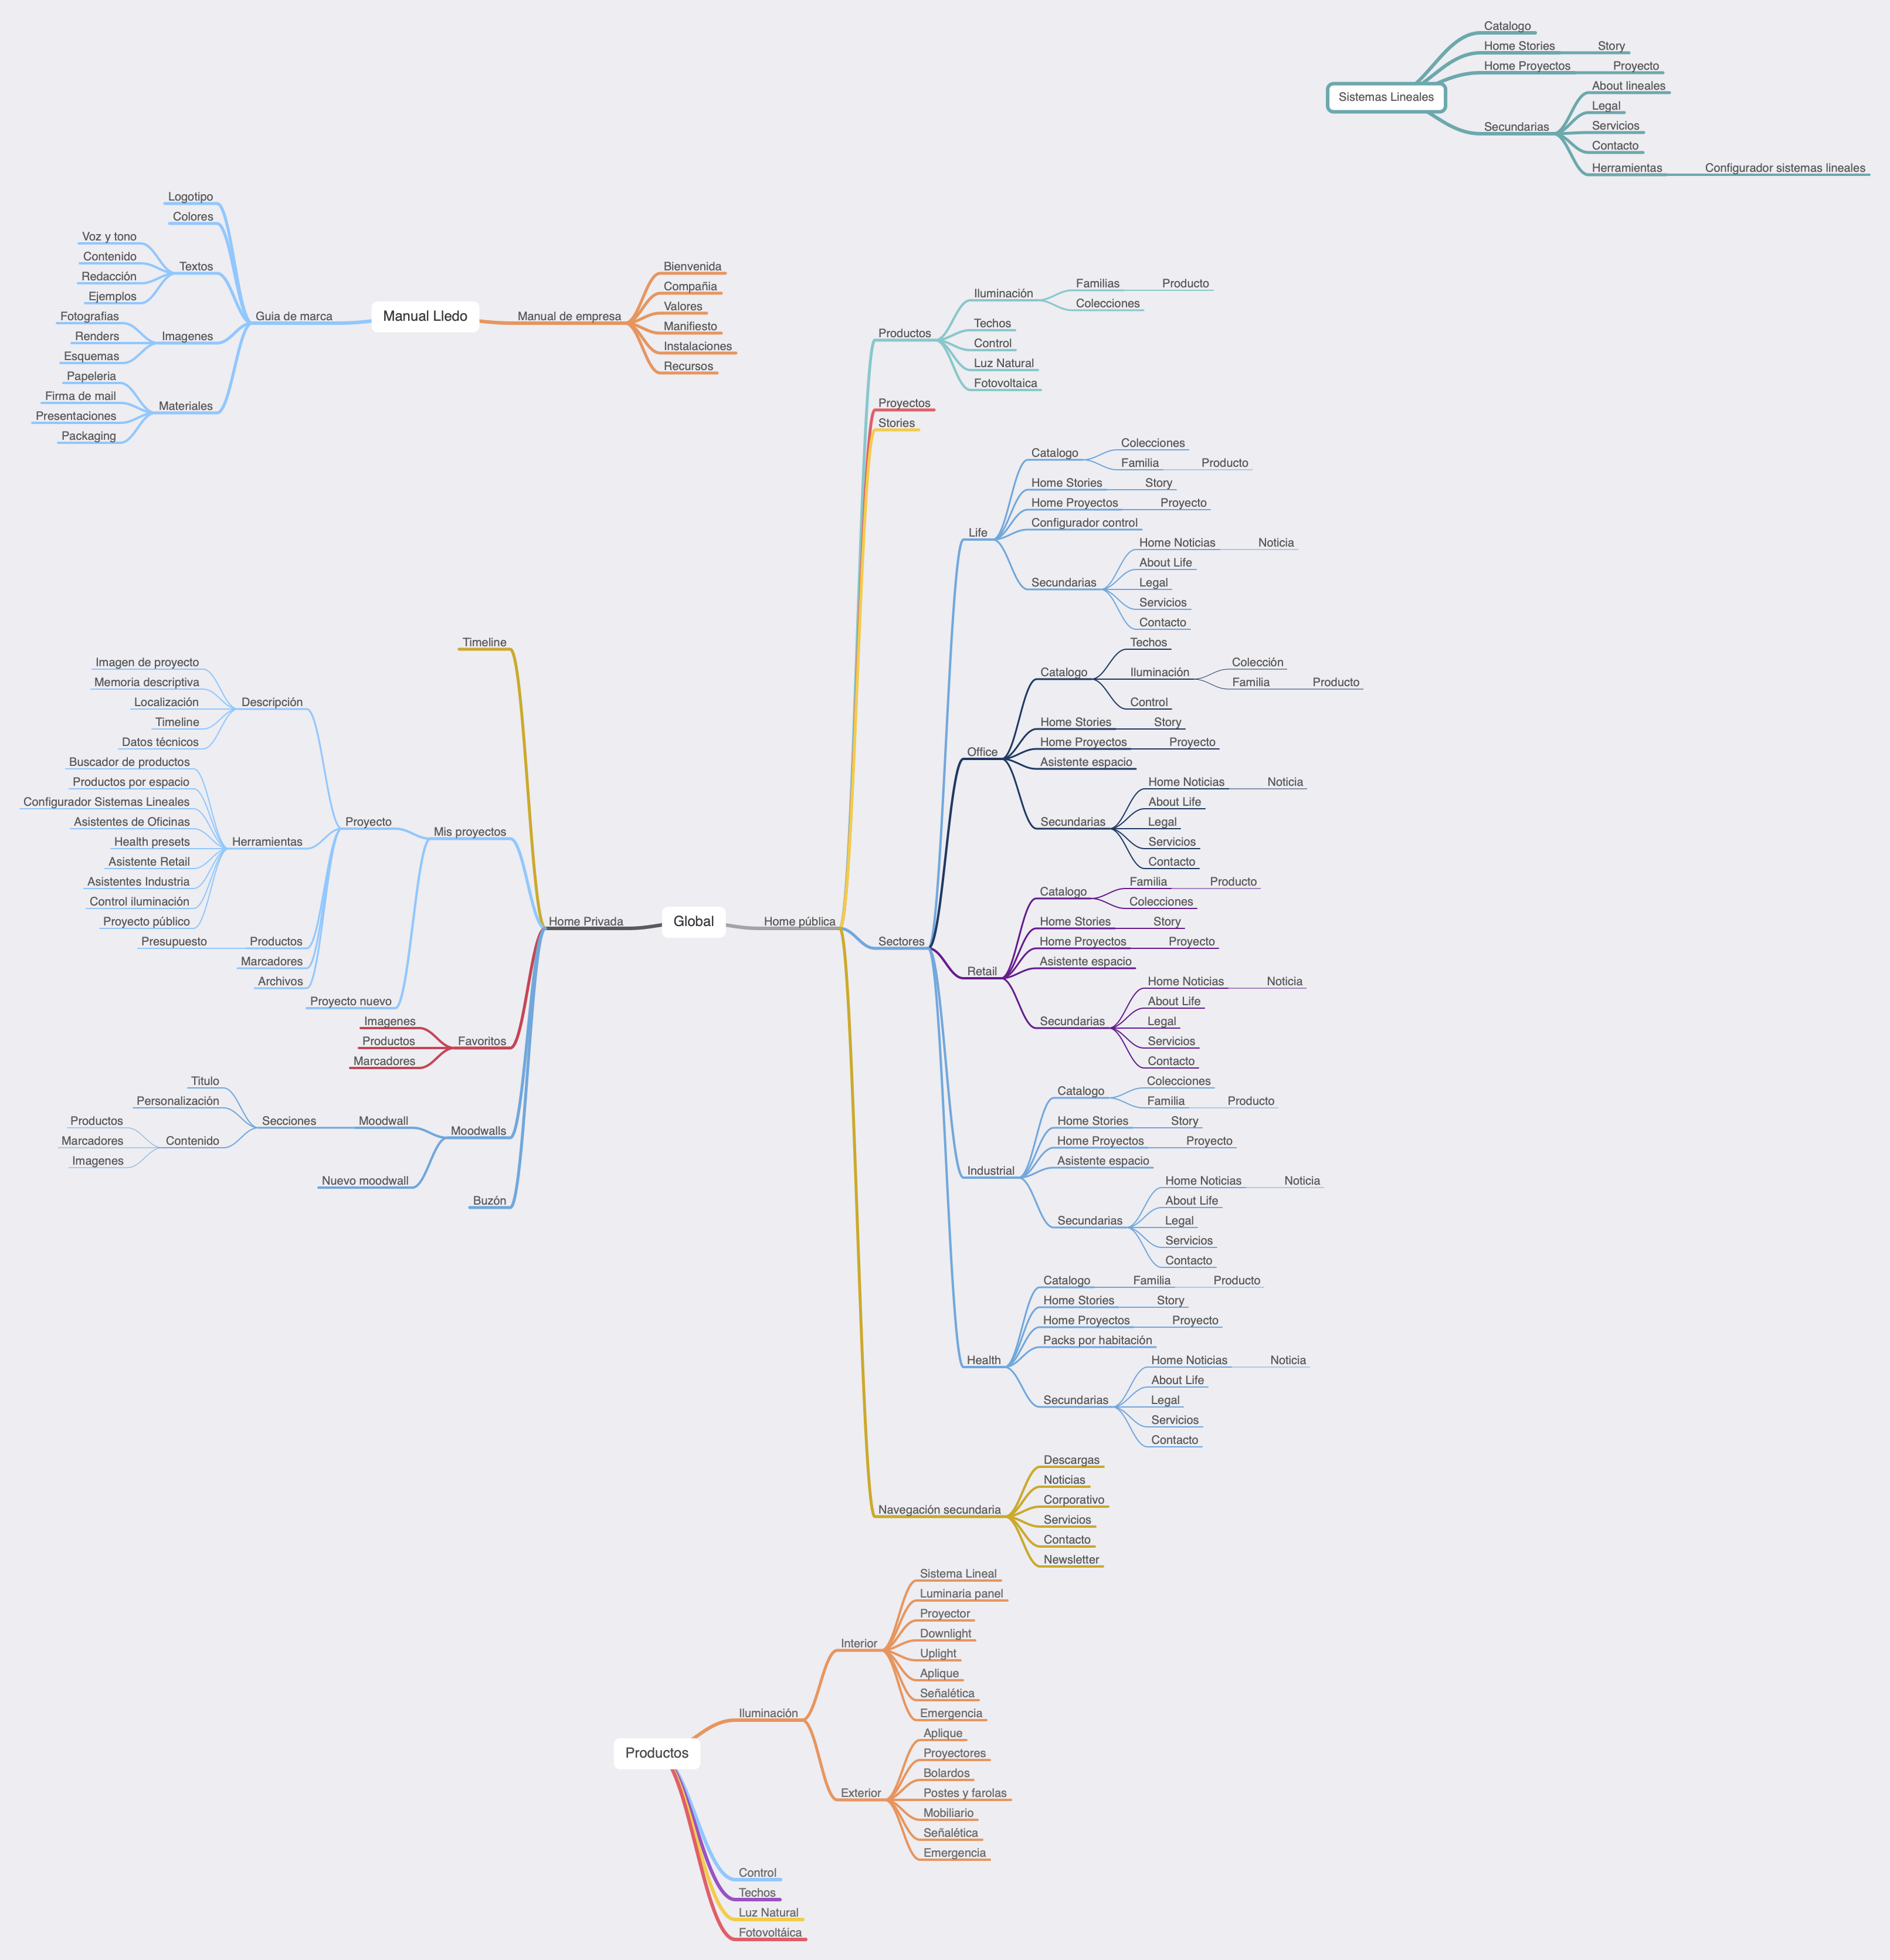 Sistemas Lineales
Catalogo
Home Stories
Story
Home Proyectos
Proyecto
Secundarias
About lineales
Legal
Servicios
Contacto
Herramientas
Configurador sistemas lineales
Manual Lledo
Guia de marca
Logotipo
Colores
Textos
Voz y tono
Contenido
Redacción
Ejemplos
Imagenes
Fotografias
Renders
Esquemas
Materiales
Papeleria
Firma de mail
Presentaciones
Packaging
Manual de empresa
Bienvenida
Compañia
Valores
Manifiesto
Instalaciones
Recursos
Global
Home Privada
Timeline
Mis proyectos
Proyecto
Descripción
Imagen de proyecto
Memoria descriptiva
Localización
Timeline
Datos técnicos
Herramientas
Buscador de productos
Productos por espacio
Configurador Sistemas Lineales
Asistentes de Oficinas
Health presets
Asistente Retail
Asistentes Industria
Control iluminación
Proyecto público
Productos
Presupuesto
Marcadores
Archivos
Proyecto nuevo
Favoritos
Imagenes
Productos
Marcadores
Moodwalls
Moodwall
Secciones
Titulo
Personalización
Contenido
Productos
Marcadores
Imagenes
Nuevo moodwall
Buzón
Home pública
Productos
Iluminación
Familias
Producto
Colecciones
Techos
Control
Luz Natural
Fotovoltaica
Proyectos
Stories
Sectores
Life
Catalogo
Colecciones
Familia
Producto
Home Stories
Story
Home Proyectos
Proyecto
Configurador control
Secundarias
Home Noticias
Noticia
About Life
Legal
Servicios
Contacto
Office
Catalogo
Techos
Iluminación
Colección
Familia
Producto
Control
Home Stories
Story
Home Proyectos
Proyecto
Asistente espacio
Secundarias
Home Noticias
Noticia
About Life
Legal
Servicios
Contacto
Retail
Catalogo
Familia
Producto
Colecciones
Home Stories
Story
Home Proyectos
Proyecto
Asistente espacio
Secundarias
Home Noticias
Noticia
About Life
Legal
Servicios
Contacto
Industrial
Catalogo
Colecciones
Familia
Producto
Home Stories
Story
Home Proyectos
Proyecto
Asistente espacio
Secundarias
Home Noticias
Noticia
About Life
Legal
Servicios
Contacto
Health
Catalogo
Familia
Producto
Home Stories
Story
Home Proyectos
Proyecto
Packs por habitación
Secundarias
Home Noticias
Noticia
About Life
Legal
Servicios
Contacto
Navegación secundaria
Descargas
Noticias
Corporativo
Servicios
Contacto
Newsletter
Productos
Iluminación
Interior
Sistema Lineal
Luminaria panel
Proyector
Downlight
Uplight
Aplique
Señalética
Emergencia
Exterior
Aplique
Proyectores
Bolardos
Postes y farolas
Mobiliario
Señalética
Emergencia
Control
Techos
Luz Natural
Fotovoltáica